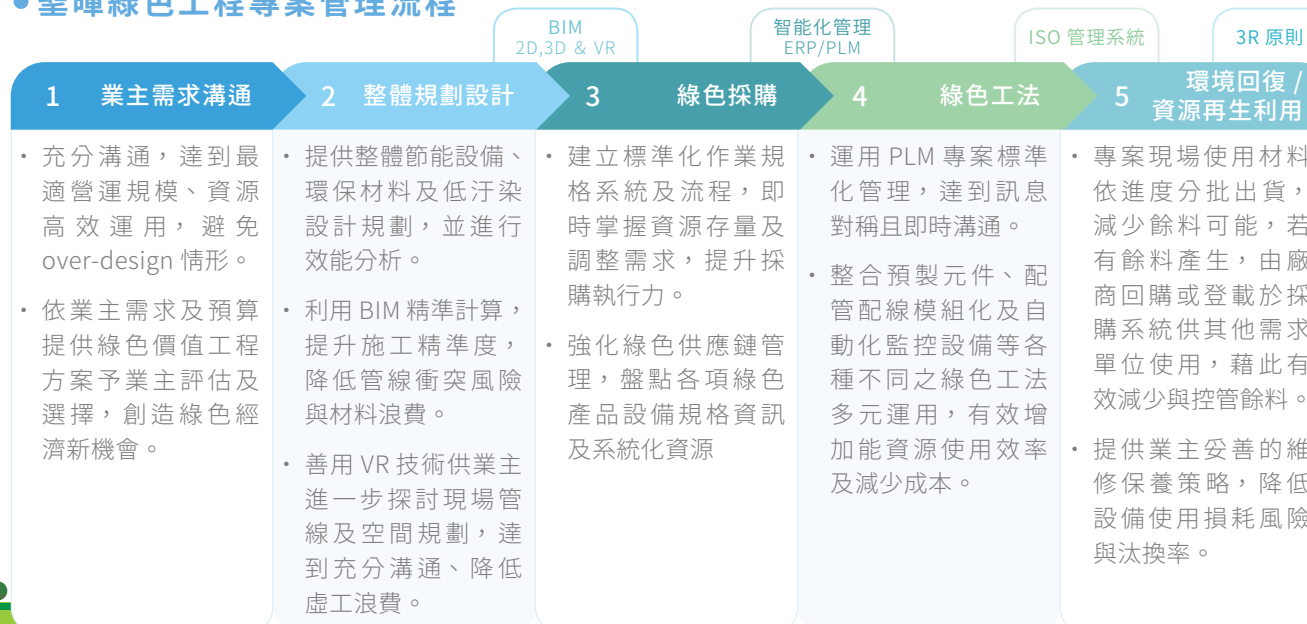 ●聖暉綠色工程專案管理流程
BIM
2D,3D & VR
智能化管理
ERP/PLM
ISO 管理系統
3R 原則
1 業主需求溝通
2 整體規劃設計
3 綠色採購
4 綠色工法
5 環境回復 /
資源再生利用
・充分溝通，達到最
適營運規模、資源
高效運用，避免
over-design 情形。
・依業主需求及預算
提供綠色價值工程
方案予業主評估及
選擇，創造綠色經
濟新機會。
・提供整體節能設備、
環保材料及低汙染
設計規劃，並進行
效能分析。
・利用 BIM 精準計算，
提升施工精準度，
降低管線衝突風險
與材料浪費。
・善用 VR 技術供業主
進一步探討現場管
線及空間規劃，達
到充分溝通、降低
虛工浪費。
・建立標準化作業規
格系統及流程，即
時掌握資源存量及
調整需求，提升採
購執行力。
・強化綠色供應鏈管
理，盤點各項綠色
產品設備規格資訊
及系統化資源
・運用 PLM 專案標準
化管理，達到訊息
對稱且即時溝通。
・整合預製元件、配
管配線模組化及自
動化監控設備等各
種不同之綠色工法
多元運用，有效增
加能資源使用效率
及減少成本。
・專案現場使用材料
依進度分批出貨，
減少餘料可能，若
有餘料產生，由廠
商回購或登載於採
購系統供其他需求
單位使用，藉此有
效減少與控管餘料。
・提供業主妥善的維
修保養策略，降低
設備使用損耗風險
與汰換率。